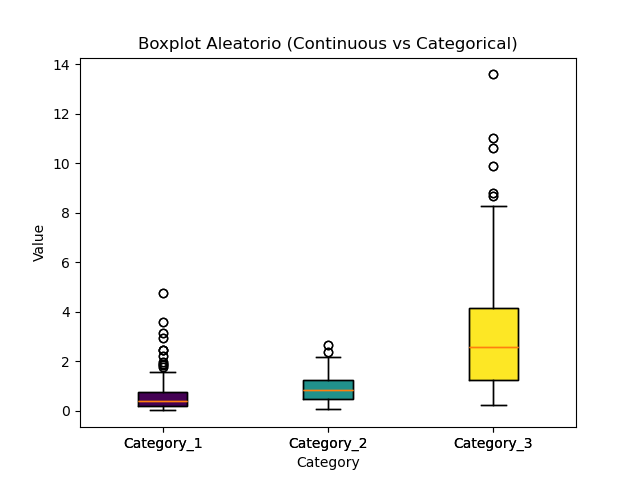 Boxplot Aleatorio (Continuous vs Categorical)
14
12
10
8
6
4
2
0
Value
Category_1
Category_2
Category_3
Category